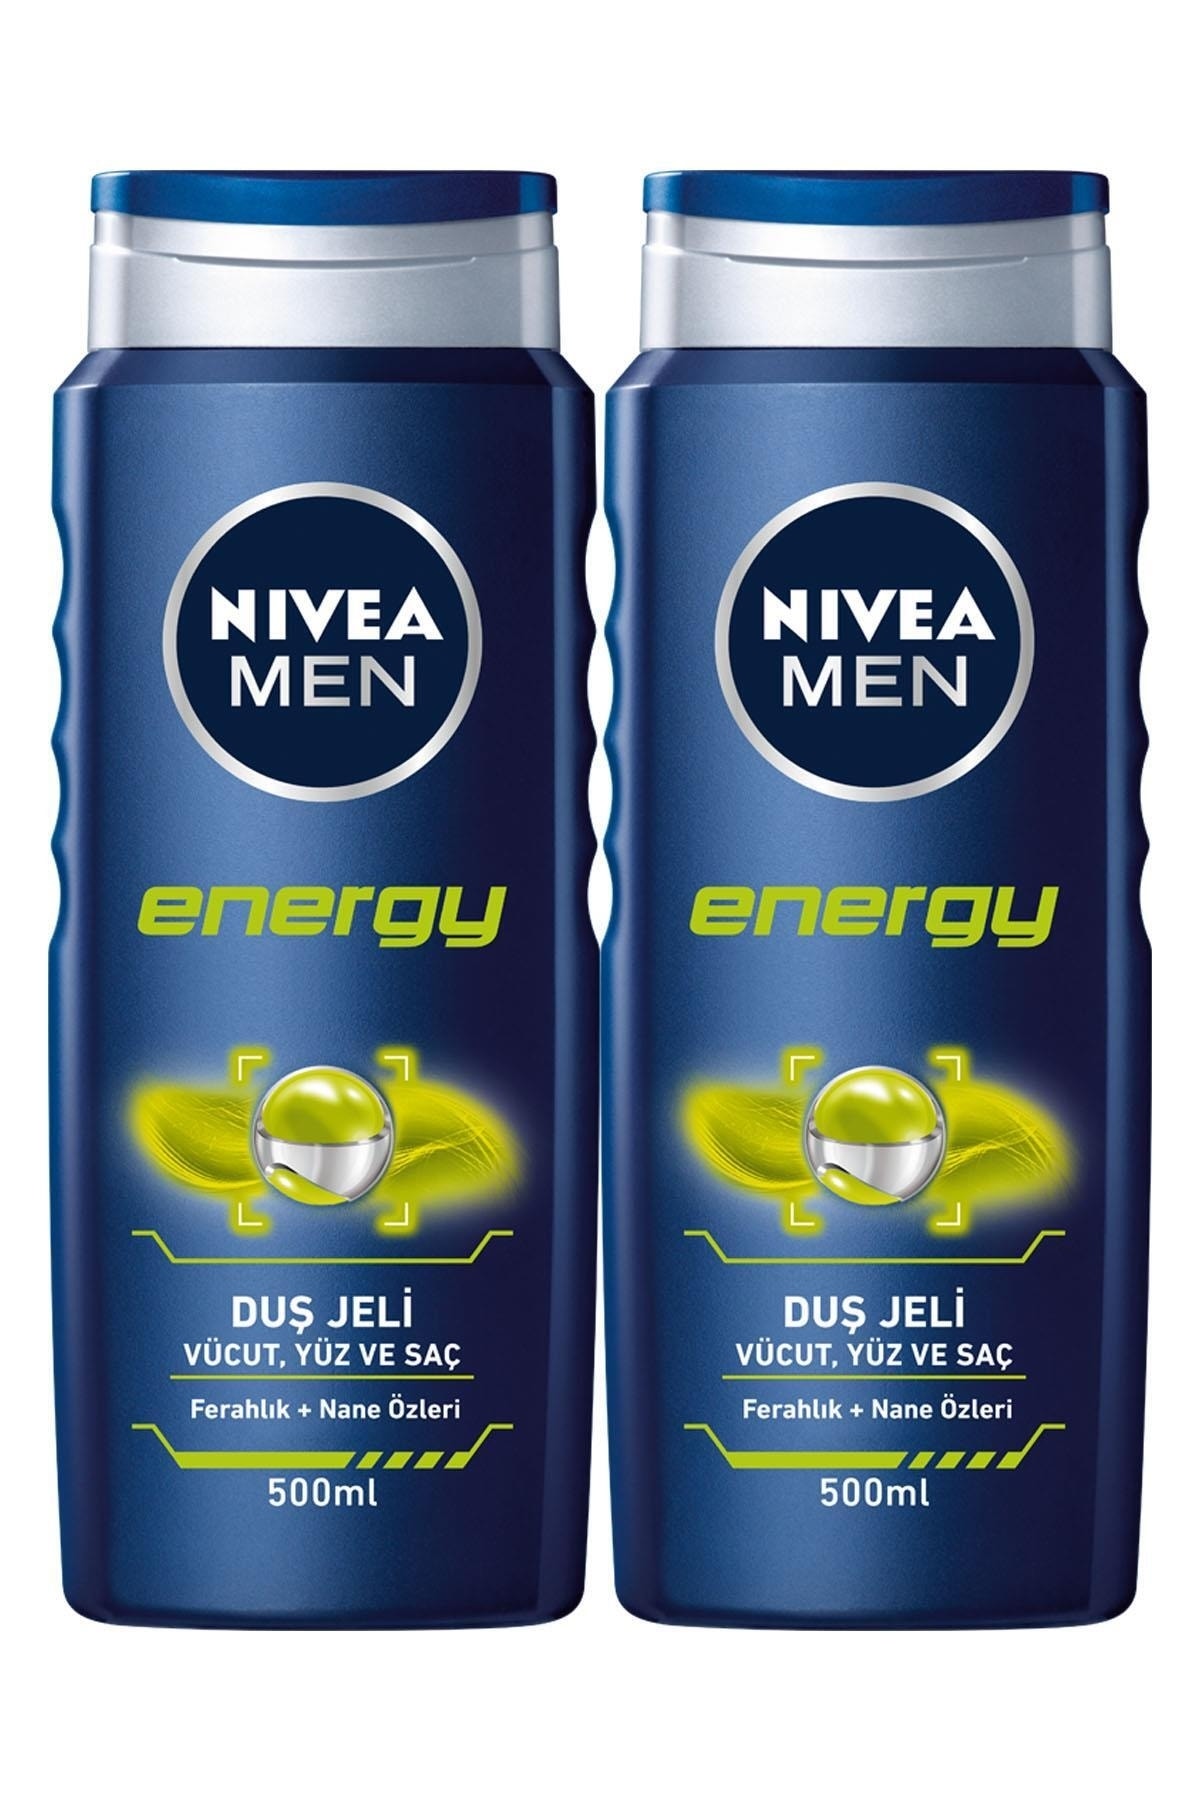 NIVEA
MEN
energy
DUŞ JELİ
VÜCUT, YÜZ VE SAÇ
Ferahlık + Nane Özleri
500ml
NIVEA
MEN
energy
DUŞ JELİ
VÜCUT, YÜZ VE SAÇ
Ferahlık + Nane Özleri
500ml